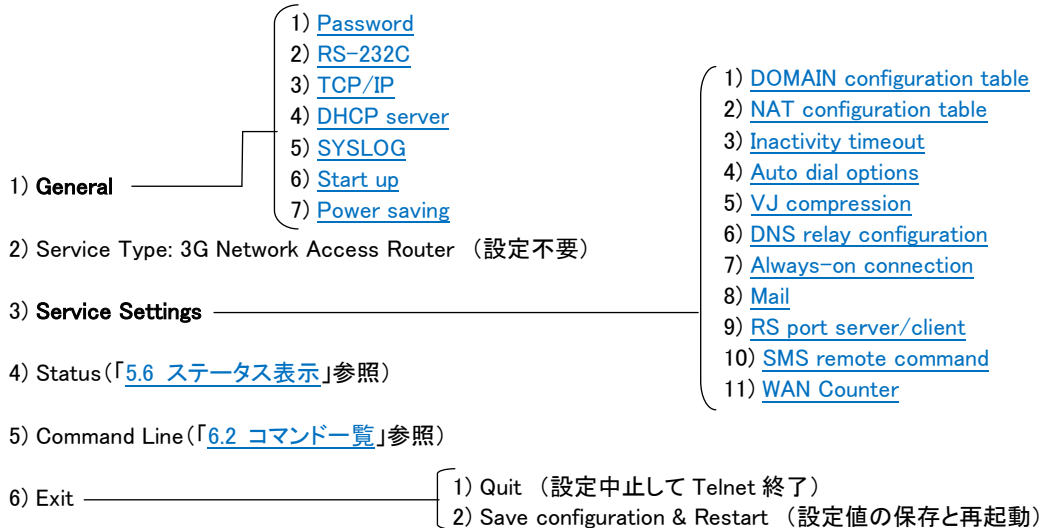 1) General
1) Password
2) RS-232C
3) TCP/IP
4) DHCP server
5) SYSLOG
6) Start up
7) Power saving
2) Service Type: 3G Network Access Router （設定不要）
3) Service Settings
1) DOMAIN configuration table
2) NAT configuration table
3) Inactivity timeout
4) Auto dial options
5) VJ compression
6) DNS relay configuration
7) Always-on connection
8) Mail
9) RS port server/client
10) SMS remote command
11) WAN Counter
4) Status（「5.6 ステータス表示」参照）
5) Command Line（「6.2 コマンド一覧」参照）
6) Exit
1) Quit （設定中止して Telnet 終了）
2) Save configuration & Restart （設定値の保存と再起動）